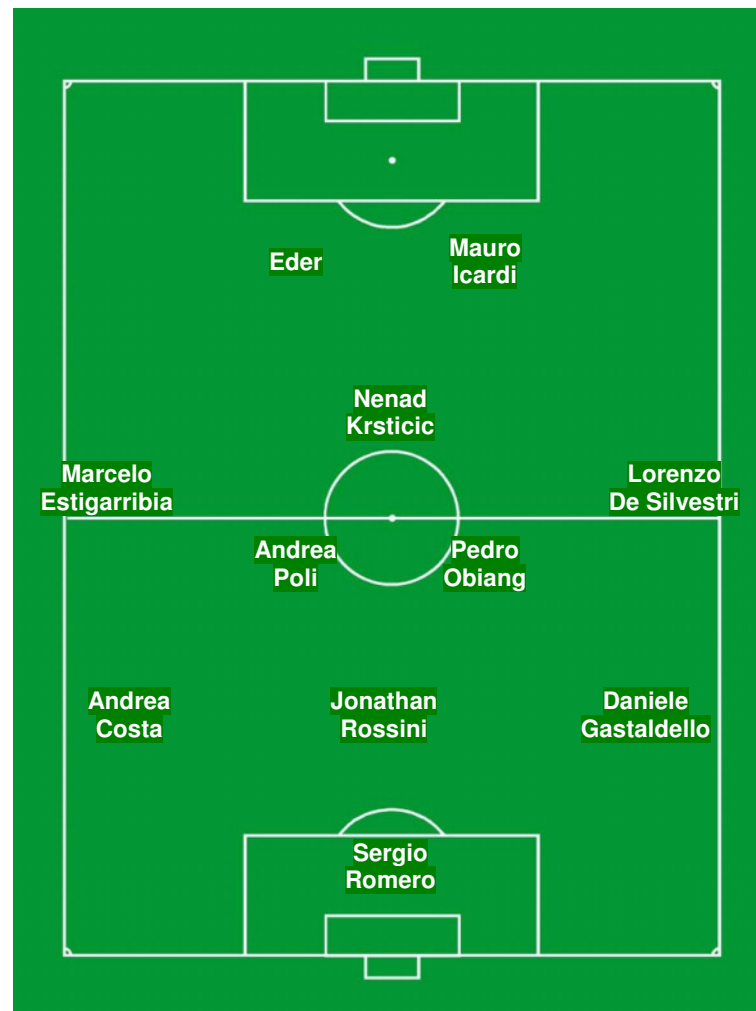 Eder
Mauro
Icardi
Nenad
Krsticic
Marcelo
Estigarribia
Lorenzo
De Silvestri
Andrea
Poli
Pedro
Obiang
Andrea
Costa
Jonathan
Rossini
Daniele
Gastaldello
Sergio
Romero